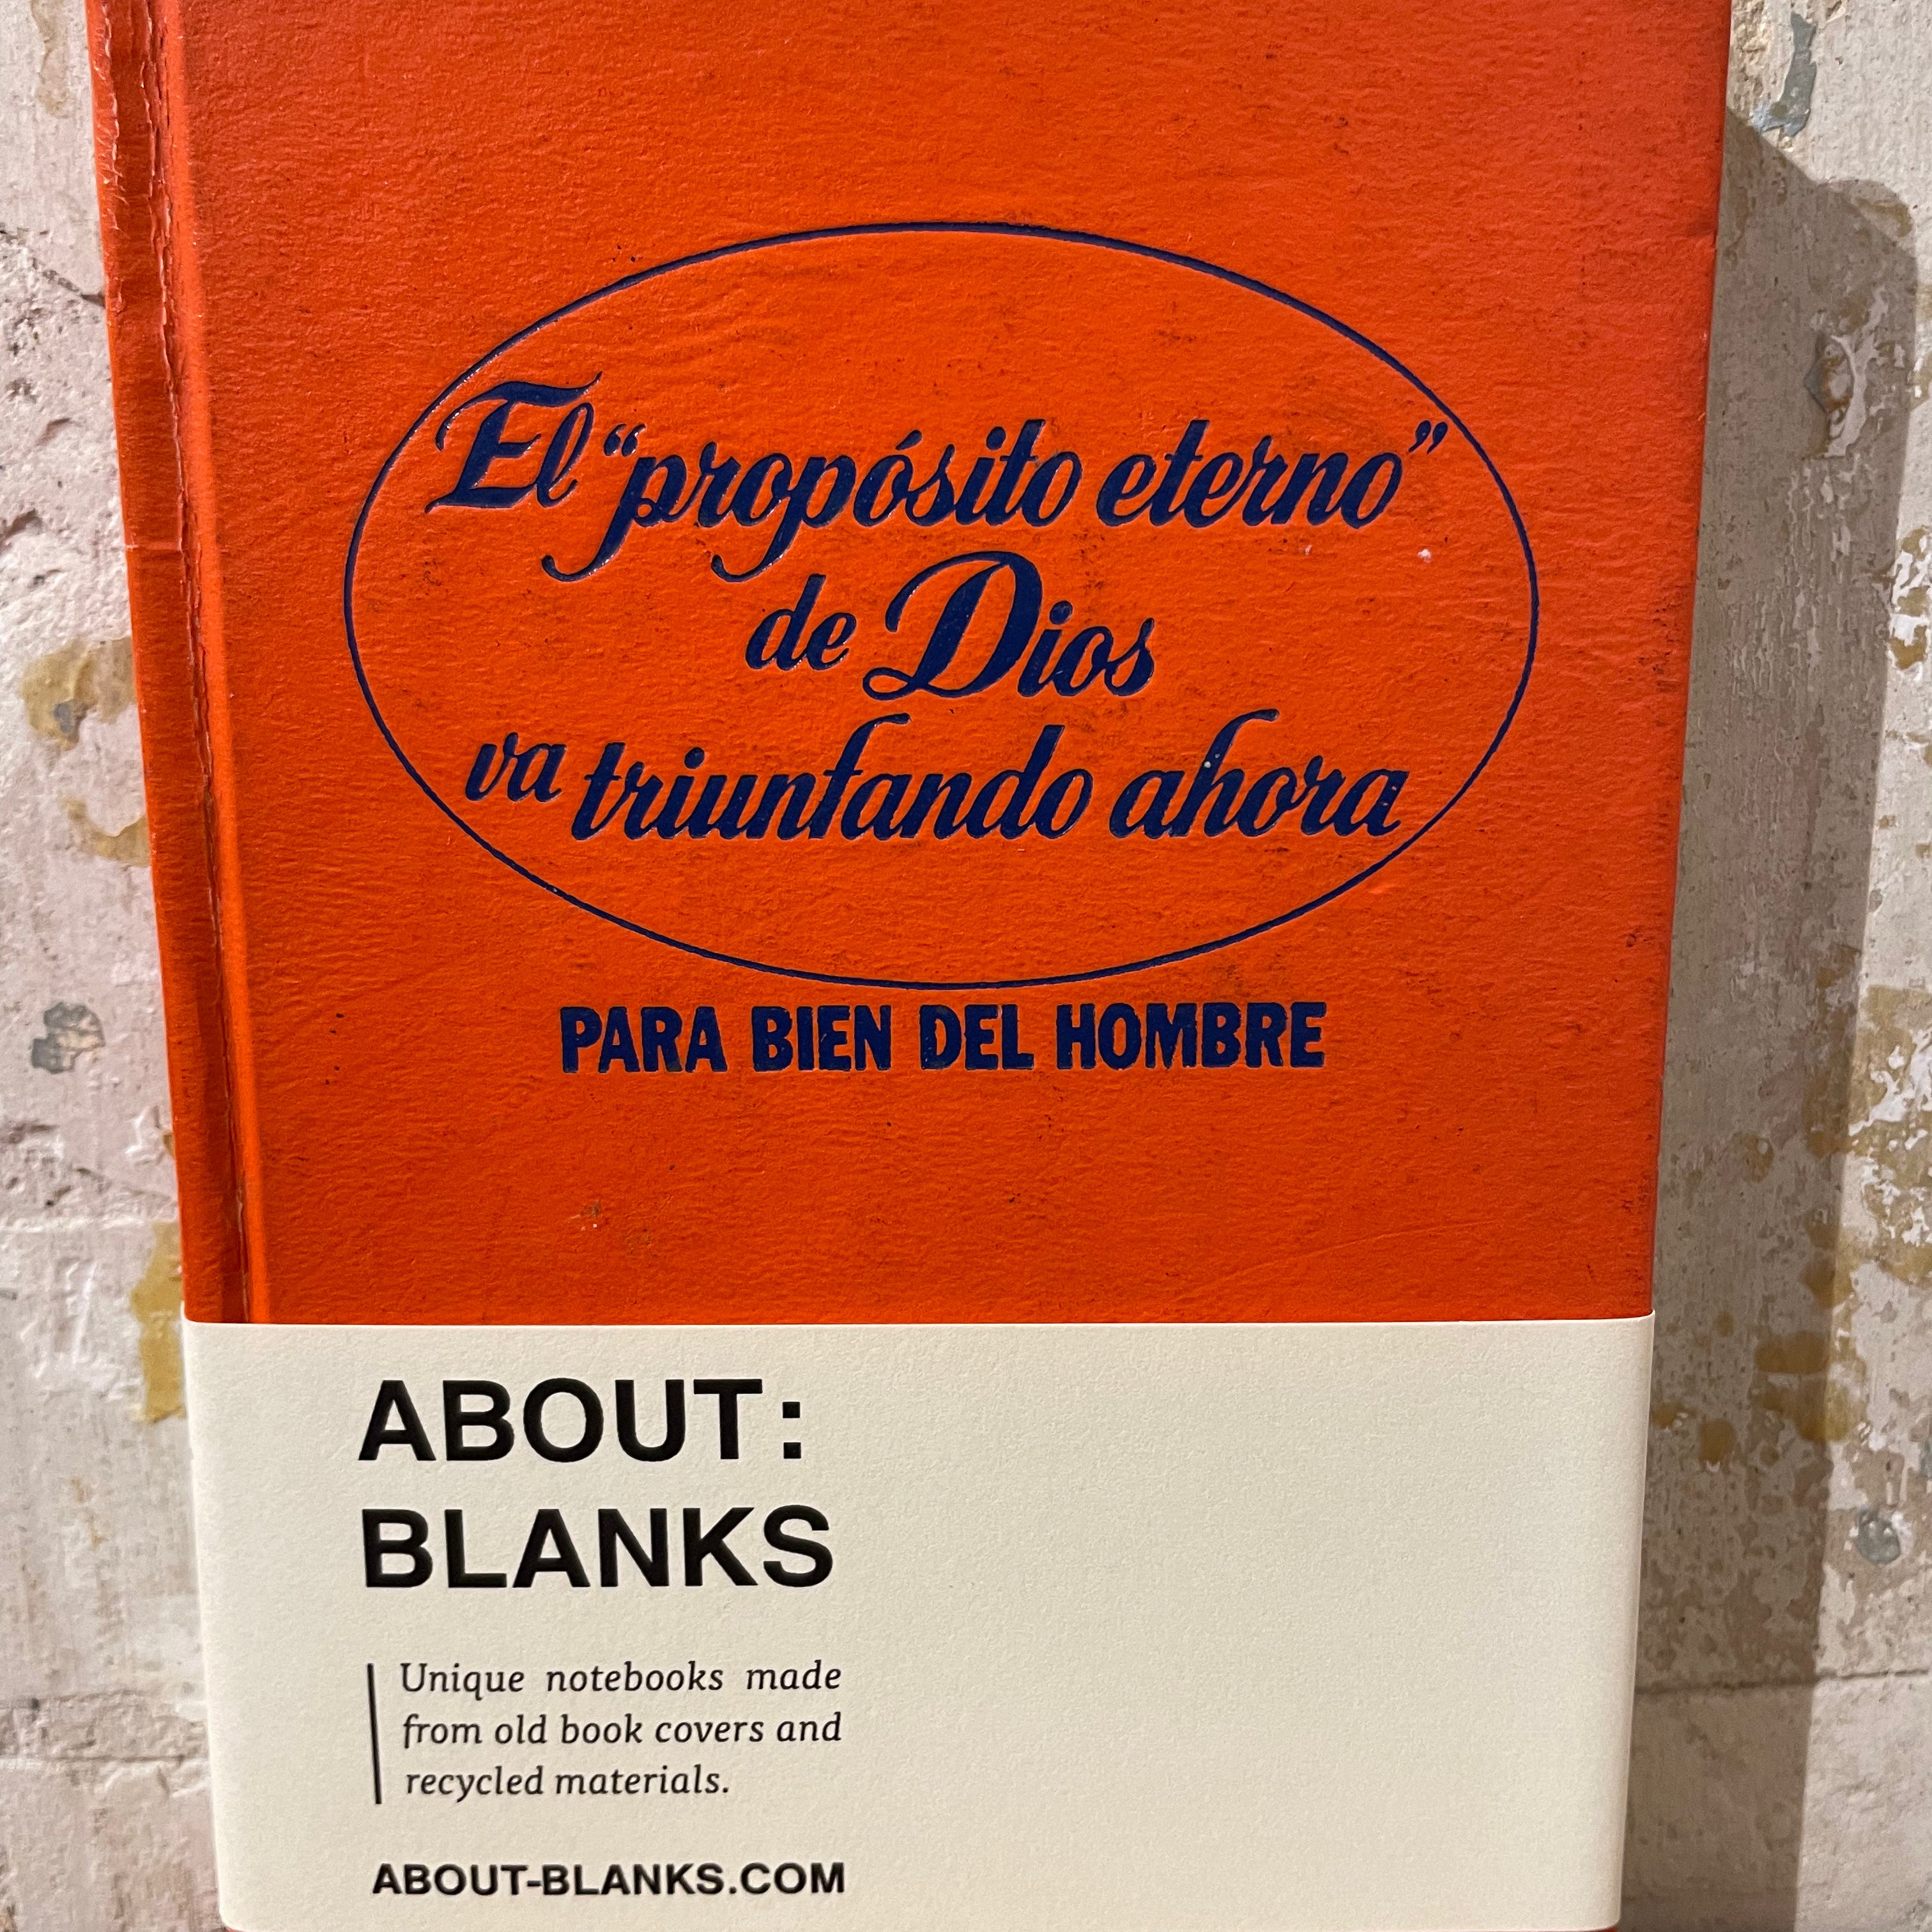 El “propósito eterno”
de Dios
va triunfando ahora
PARA BIEN DEL HOMBRE
ABOUT:
BLANKS
Unique notebooks made
from old book covers and
recycled materials.
ABOUT-BLANKS.COM